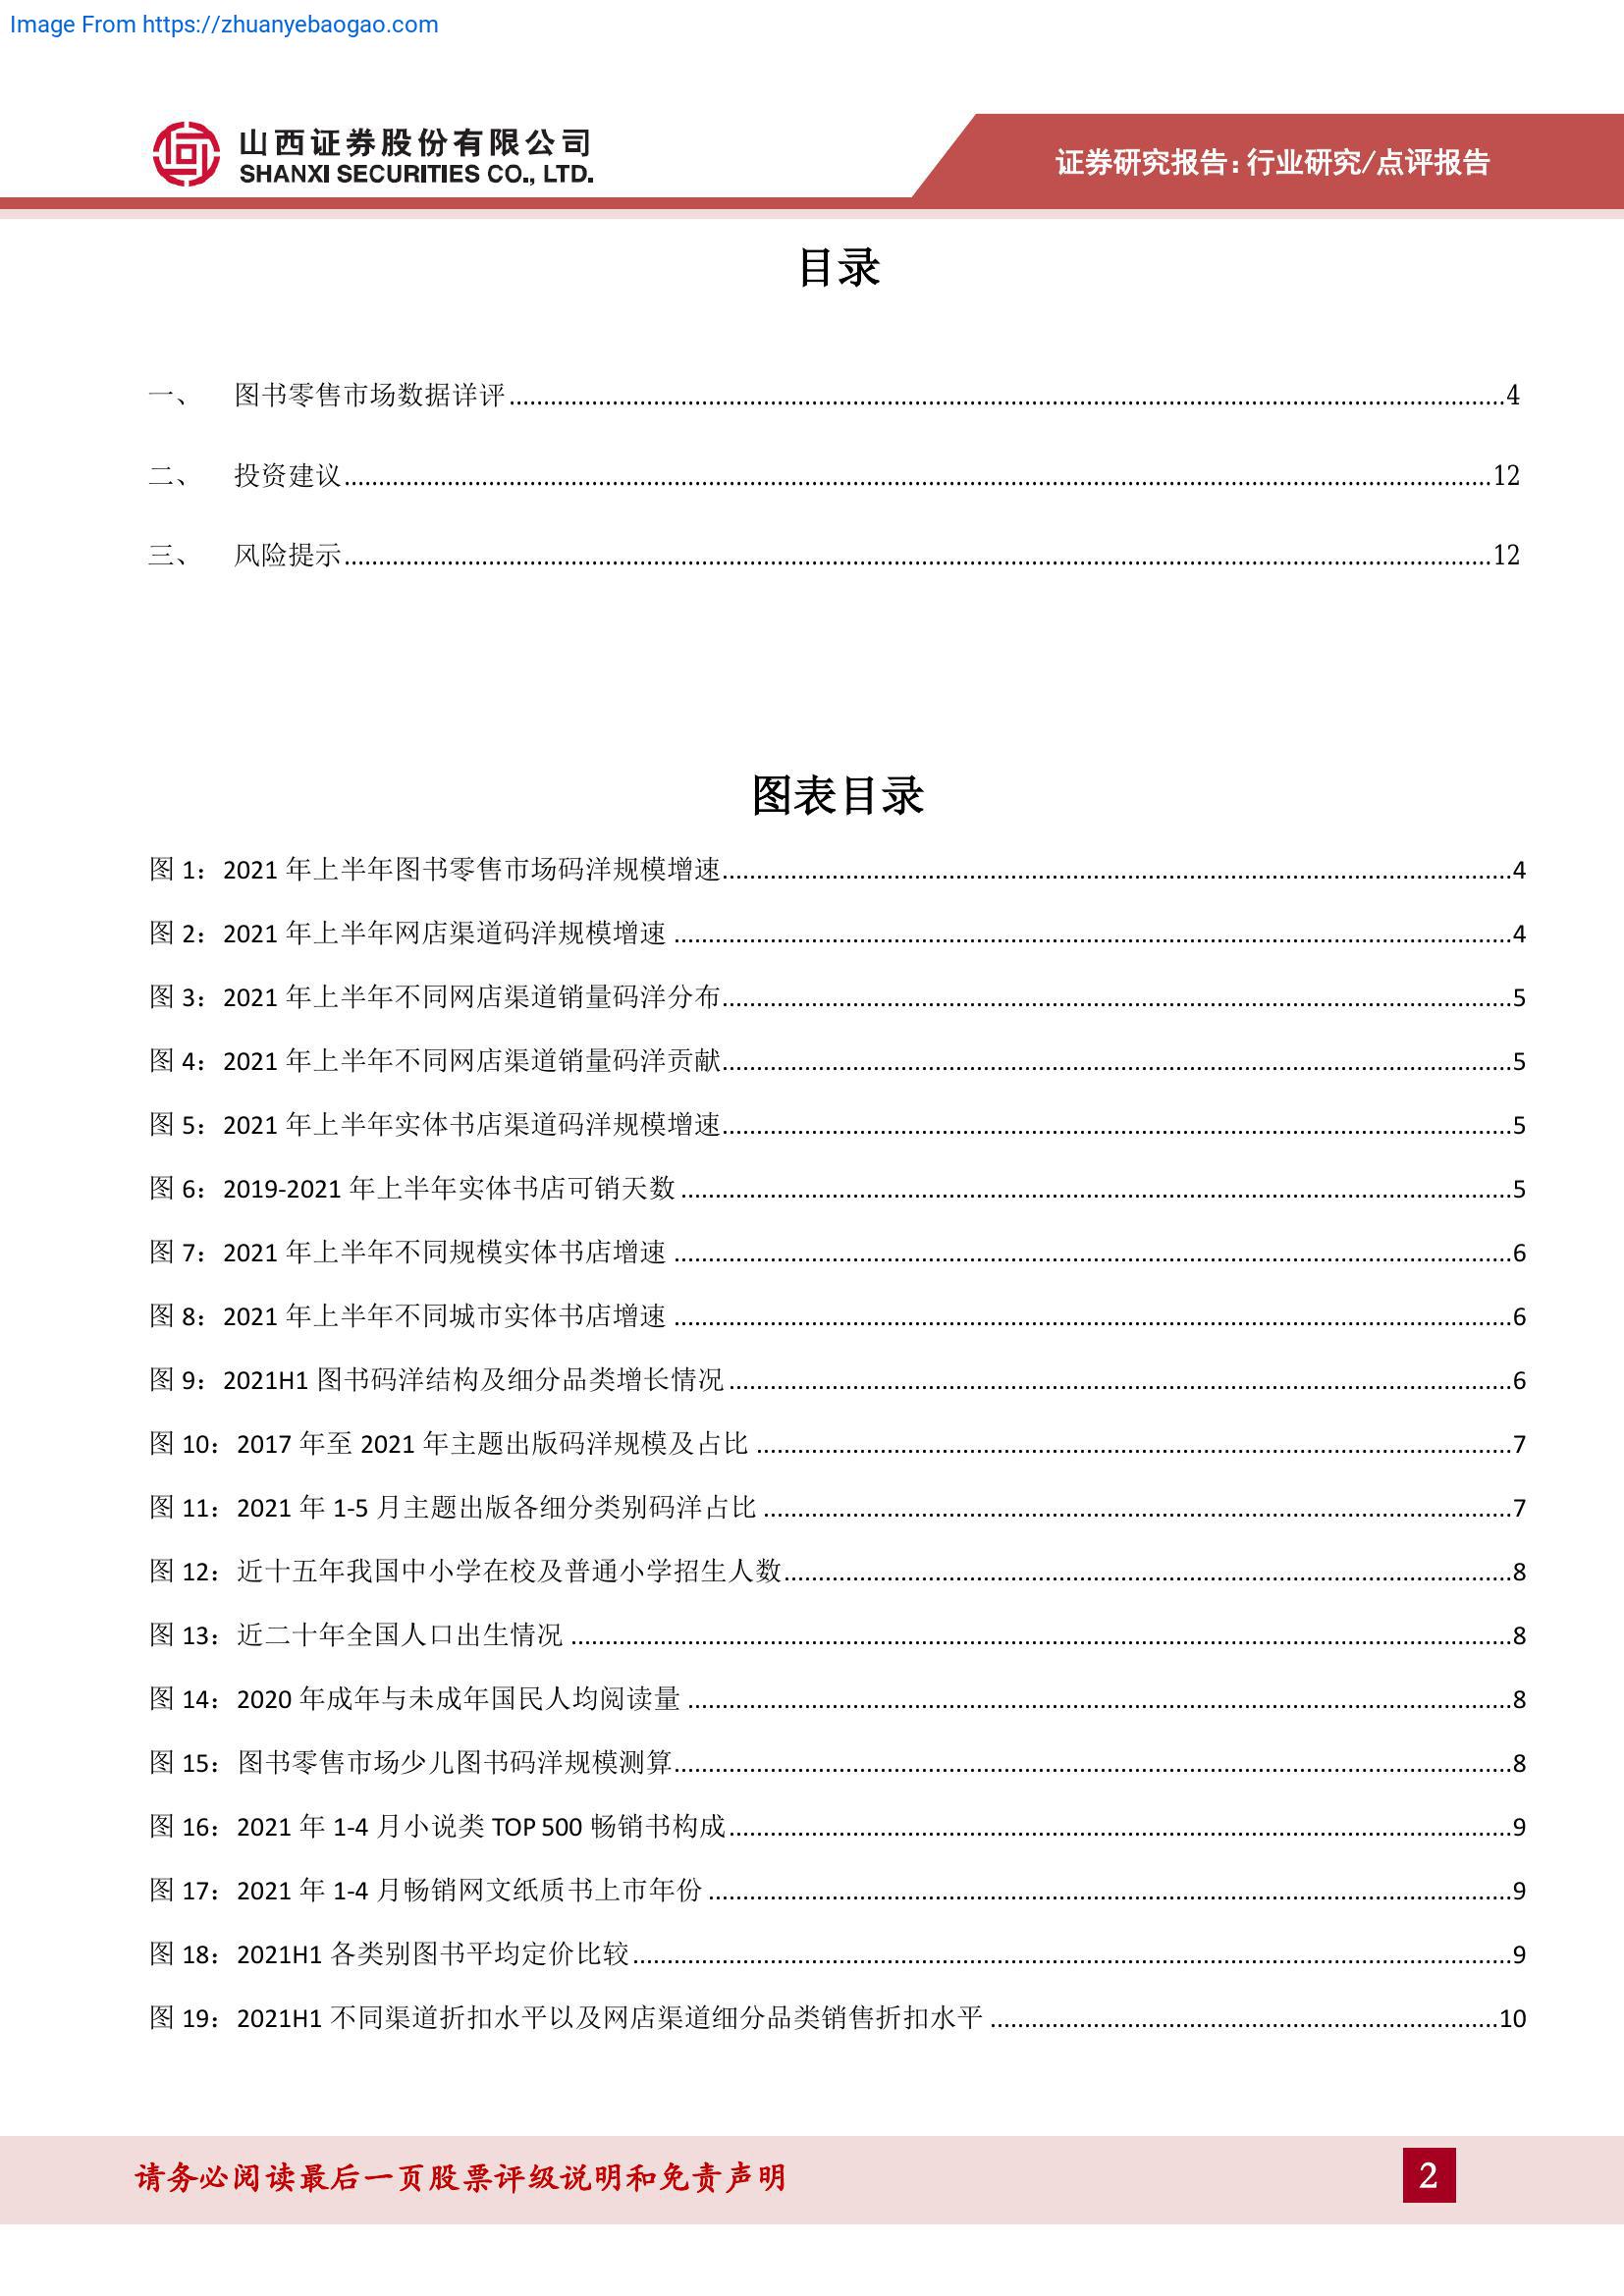 Image From https://zhuanyebaogao.com
山西证券股份有限公司
SHANXI SECURITIES CO., LTD.
证券研究报告:行业研究/点评报告
目录
一、 图书零售市场数据详评....................4
二、 投资建议....................12
三、 风险提示....................12
图表目录
图 1：2021 年上半年图书零售市场码洋规模增速....................4
图 2：2021 年上半年网店渠道码洋规模增速....................4
图 3：2021 年上半年不同网店渠道销量码洋分布....................5
图 4：2021 年上半年不同网店渠道销量码洋贡献....................5
图 5：2021 年上半年实体书店渠道码洋规模增速....................5
图 6：2019-2021 年上半年实体书店可销天数....................5
图 7：2021 年上半年不同规模实体书店增速....................6
图 8：2021 年上半年不同城市实体书店增速....................6
图 9：2021H1 图书码洋结构及细分品类增长情况....................6
图 10：2017 年至 2021 年主题出版码洋规模及占比....................7
图 11：2021 年 1-5 月主题出版各细分类别码洋占比....................7
图 12：近十五年我国中小学在校及普通小学招生人数....................8
图 13：近二十年全国人口出生情况....................8
图 14：2020 年成年与未成年国民人均阅读量....................8
图 15：图书零售市场少儿图书码洋规模测算....................8
图 16：2021 年 1-4 月小说类 TOP 500 畅销书构成....................9
图 17：2021 年 1-4 月畅销网文纸质书上市年份....................9
图 18：2021H1 各类别图书平均定价比较....................9
图 19：2021H1 不同渠道折扣水平以及网店渠道细分品类销售折扣水平....................10
请务必阅读最后一页股票评级说明和免责声明
2